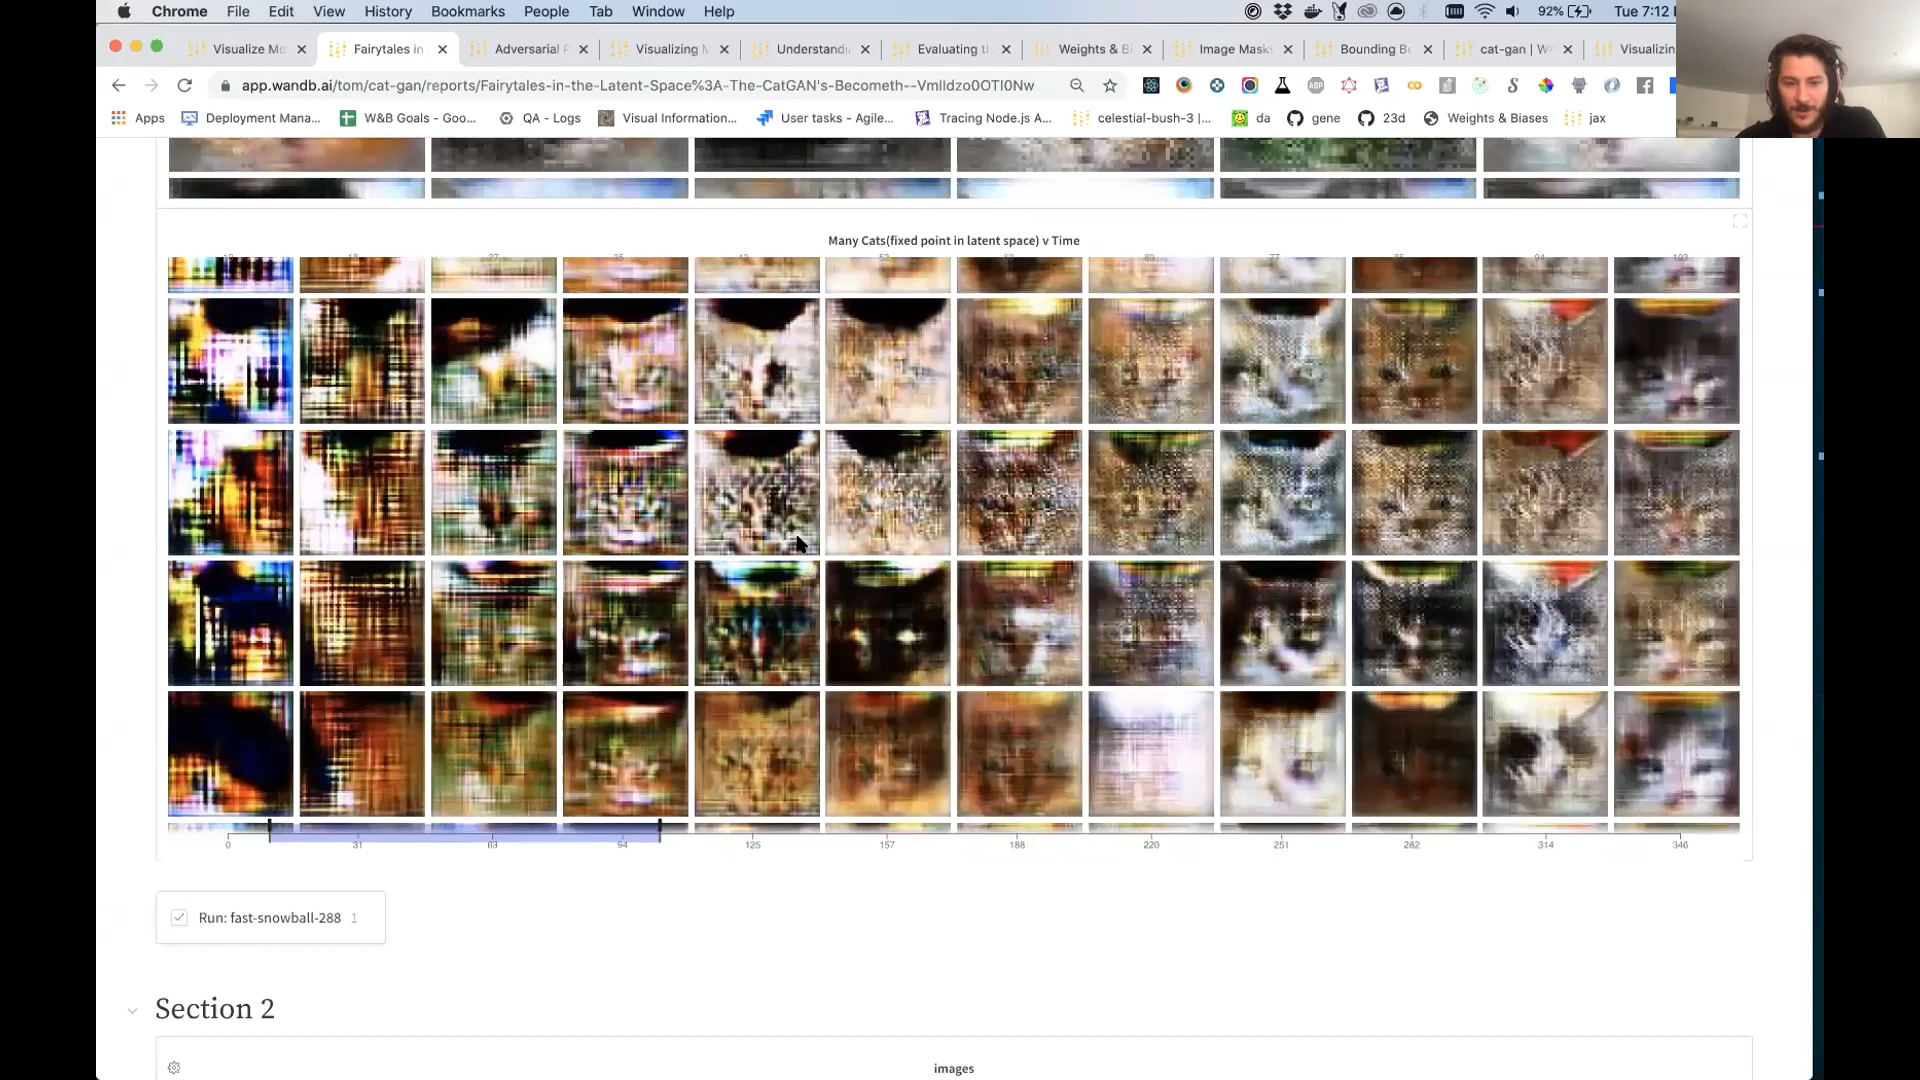 Chrome File Edit View History Bookmarks People Tab Window Help 92% Tue 7:12
Visualize Mo Fairytales in Adversarial P Visualizing M Understandi Evaluating th Weights & Bi Image Mask Bounding Bo cat-gan | W Visualizin
app.wandb.ai/tom/cat-gan/reports/Fairytales-in-the-Latent-Space%3A-The-CatGAN's-Becometh--VmlIdzo0OTI0Nw
Apps Deployment Mana... W&B Goals - Goo... QA - Logs Visual Information... User tasks - Agile... Tracing Node.js A... celestial-bush-3 |... da gene 23d Weights & Biases jax
Many Cats(fixed point in latent space) v Time
0 31 63 94 125 157 188 220 251 282 314 346
Run: fast-snowball-288 1
Section 2
images